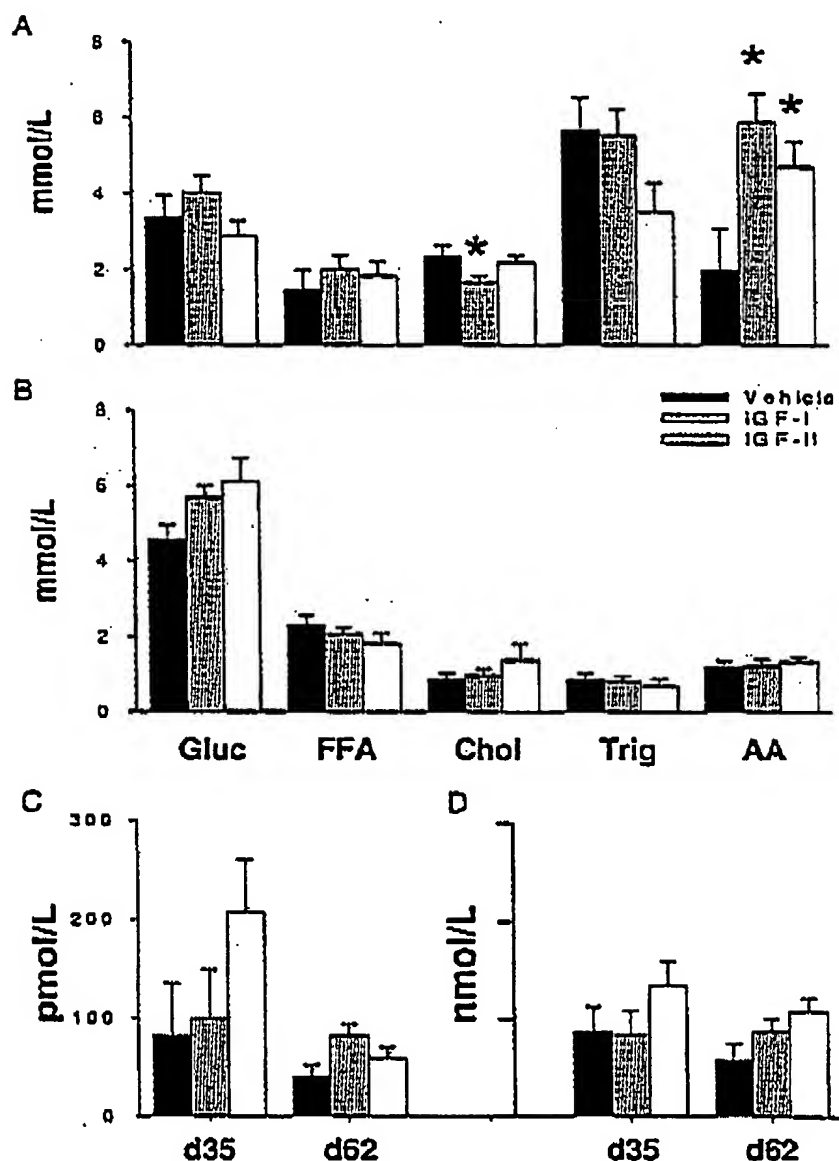 A
mmol/L
8
6
4
2
0
* * *
B
Vehicle
IGF-I
IGF-II
mmol/L
8
6
4
2
0
Gluc FFA Chol Trig AA
C
pmol/L
300
200
100
0
d35 d62
D
nmol/L
d35 d62